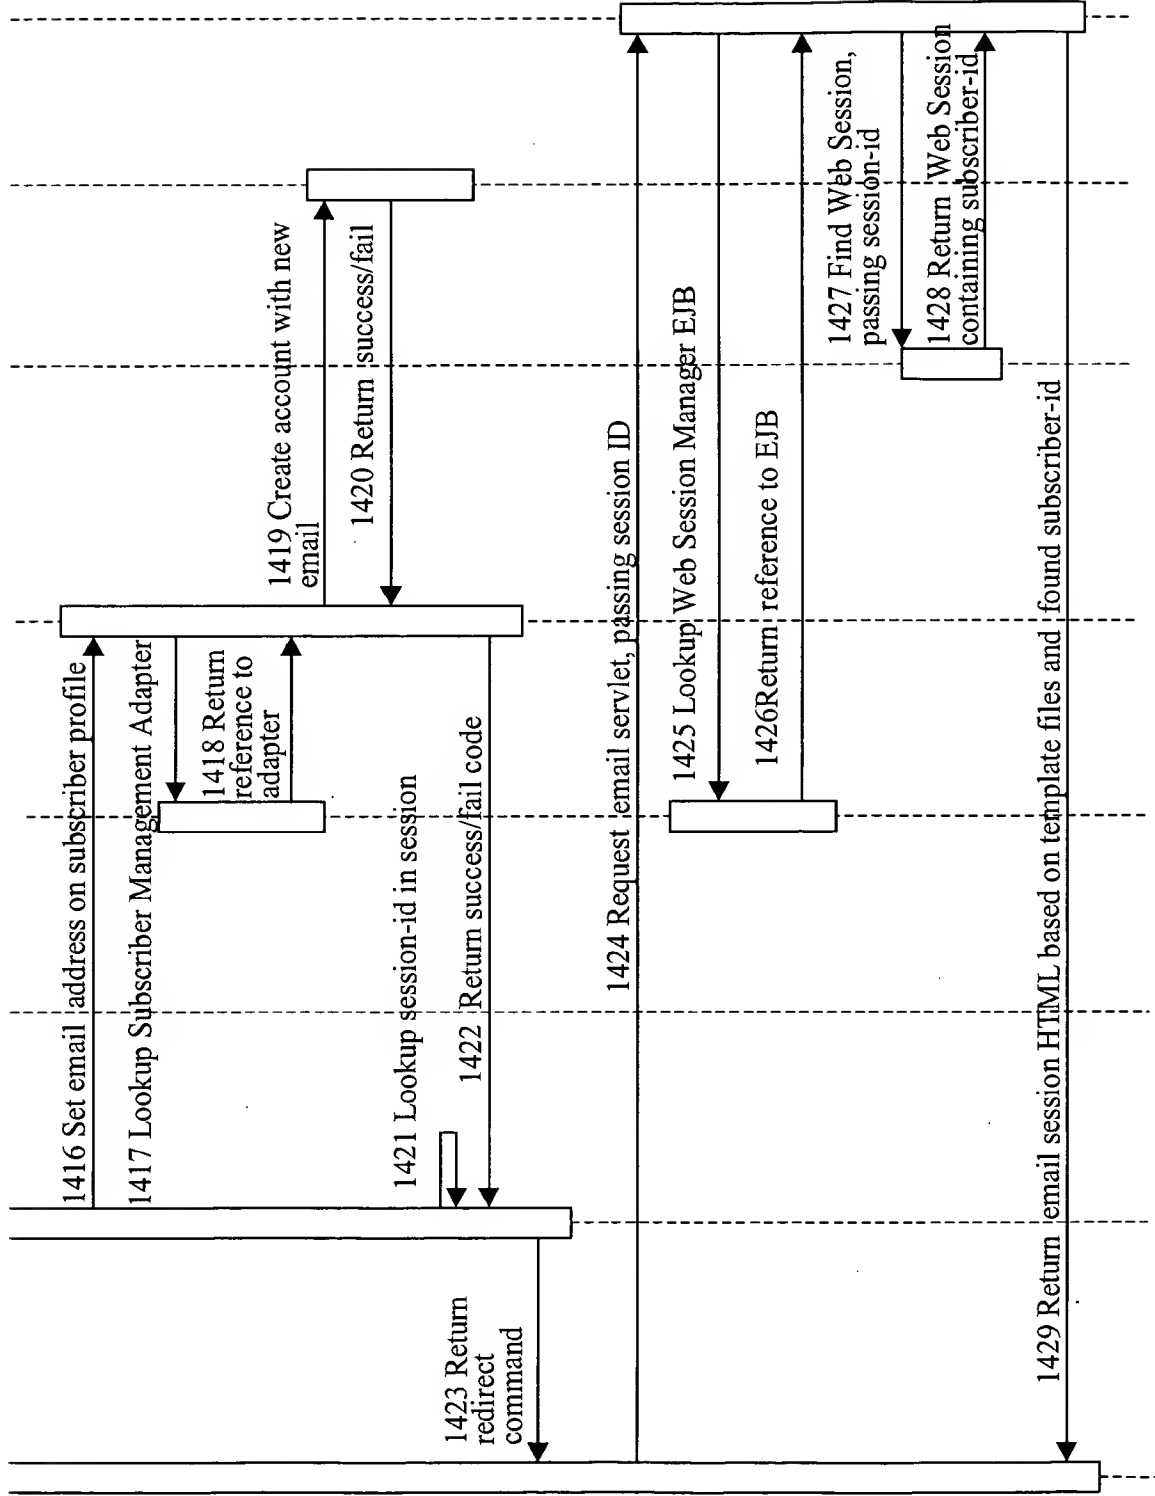 1416 Set email address on subscriber profile
1417 Lookup Subscriber Management Adapter
1418 Return
reference to
adapter
1419 Create account with new
email
1420 Return success/fail
1421 Lookup session-id in session
1422 Return success/fail code
1423 Return
redirect
command
1424 Request email servlet, passing session ID
1425 Lookup Web Session Manager EJB
1426Return reference to EJB
1427 Find Web Session,
passing session-id
1428 Return Web Session
containing subscriber-id
1429 Return email session HTML based on template files and found subscriber-id